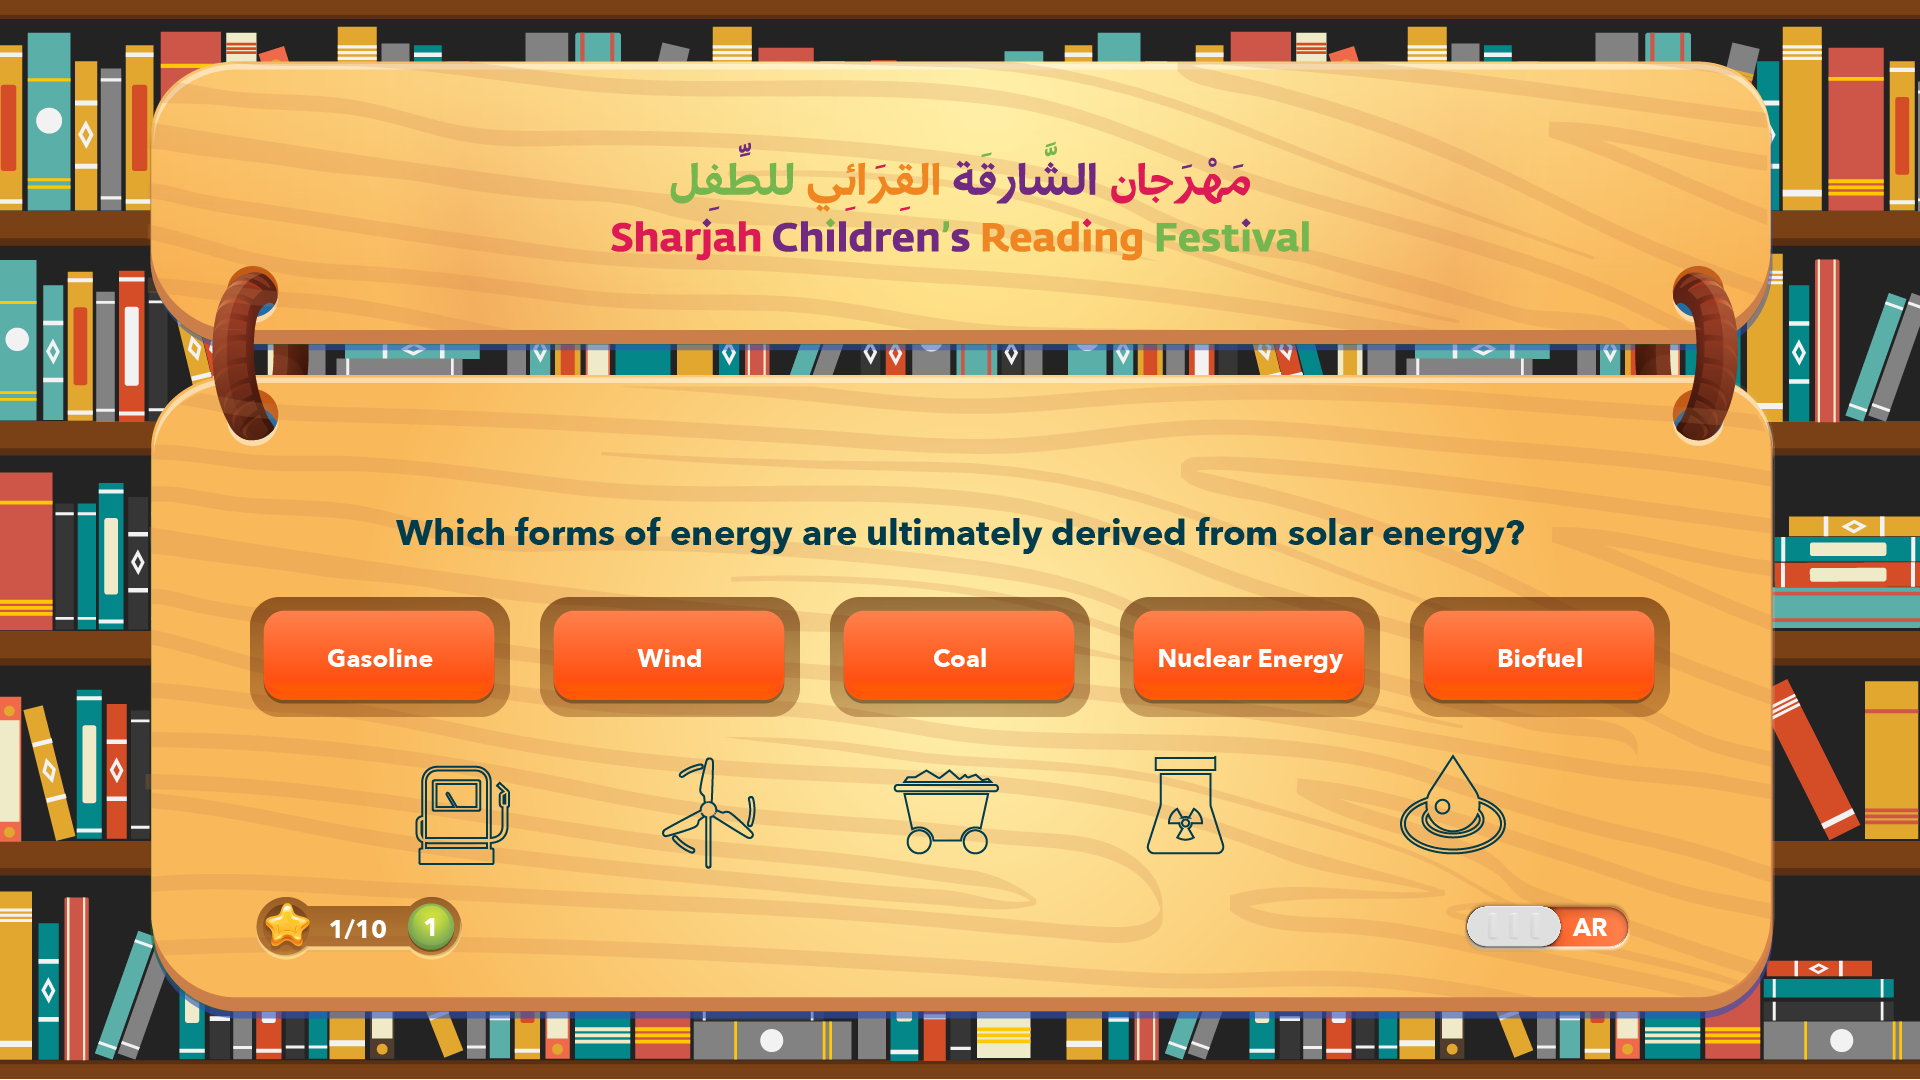 مَهْرَجان الشَّارقَة القِرَائِي للطِّفل
Sharjah Children's Reading Festival
Which forms of energy are ultimately derived from solar energy?
Gasoline
Wind
Coal
Nuclear Energy
Biofuel
1/10
1
AR